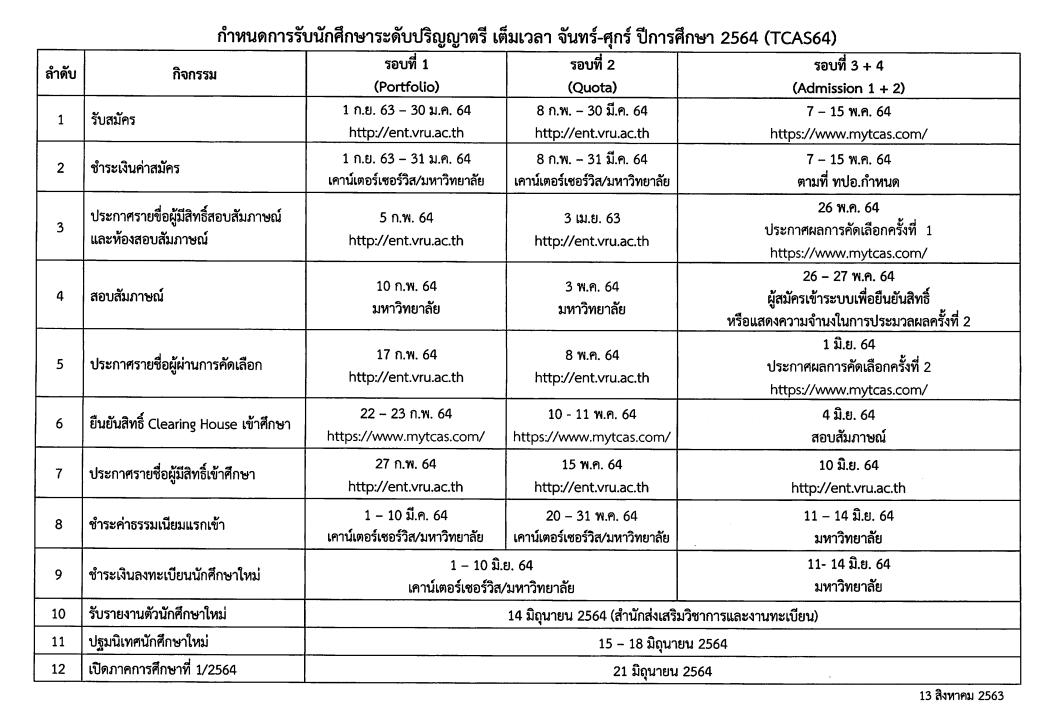 กำหนดการรับนักศึกษาระดับปริญญาตรี เต็มเวลา จันทร์-ศุกร์ ปีการศึกษา 2564 (TCAS64)
ลำดับ กิจกรรม รอบที่ 1 รอบที่ 2 รอบที่ 3 + 4
(Portfolio) (Quota) (Admission 1 + 2)
1 รับสมัคร 1 ก.ย. 63 – 30 ม.ค. 64 8 ก.พ. – 30 มี.ค. 64 7 – 15 พ.ค. 64
http://ent.vru.ac.th http://ent.vru.ac.th https://www.mytcas.com/
2 ชำระเงินค่าสมัคร 1 ก.ย. 63 – 31 ม.ค. 64 8 ก.พ. – 31 มี.ค. 64 7 – 15 พ.ค. 64
เคาน์เตอร์เซอร์วิส/มหาวิทยาลัย เคาน์เตอร์เซอร์วิส/มหาวิทยาลัย ตามที่ ทปอ.กำหนด
3 ประกาศรายชื่อผู้มีสิทธิ์สอบสัมภาษณ์ 5 ก.พ. 64 3 เม.ย. 63 26 พ.ค. 64
และห้องสอบสัมภาษณ์ http://ent.vru.ac.th http://ent.vru.ac.th ประกาศผลการคัดเลือกครั้งที่ 1
https://www.mytcas.com/
4 สอบสัมภาษณ์ 10 ก.พ. 64 3 พ.ค. 64 26 – 27 พ.ค. 64
มหาวิทยาลัย มหาวิทยาลัย ผู้สมัครเข้าระบบเพื่อยืนยันสิทธิ์
หรือแสดงความจำนงในการประมวลผลครั้งที่ 2
5 ประกาศรายชื่อผู้ผ่านการคัดเลือก 17 ก.พ. 64 8 พ.ค. 64 1 มิ.ย. 64
http://ent.vru.ac.th http://ent.vru.ac.th ประกาศผลการคัดเลือกครั้งที่ 2
https://www.mytcas.com/
6 ยืนยันสิทธิ์ Clearing House เข้าศึกษา 22 – 23 ก.พ. 64 10 - 11 พ.ค. 64 4 มิ.ย. 64
https://www.mytcas.com/ https://www.mytcas.com/ สอบสัมภาษณ์
7 ประกาศรายชื่อผู้มีสิทธิ์เข้าศึกษา 27 ก.พ. 64 15 พ.ค. 64 10 มิ.ย. 64
http://ent.vru.ac.th http://ent.vru.ac.th http://ent.vru.ac.th
8 ชำระค่าธรรมเนียมแรกเข้า 1 – 10 มี.ค. 64 20 – 31 พ.ค. 64 11 – 14 มิ.ย. 64
เคาน์เตอร์เซอร์วิส/มหาวิทยาลัย เคาน์เตอร์เซอร์วิส/มหาวิทยาลัย มหาวิทยาลัย
9 ชำระเงินลงทะเบียนนักศึกษาใหม่ 1 – 10 มิ.ย. 64 11- 14 มิ.ย. 64
เคาน์เตอร์เซอร์วิส/มหาวิทยาลัย มหาวิทยาลัย
10 รับรายงานตัวนักศึกษาใหม่ 14 มิถุนายน 2564 (สำนักส่งเสริมวิชาการและงานทะเบียน)
11 ปฐมนิเทศนักศึกษาใหม่ 15 – 18 มิถุนายน 2564
12 เปิดภาคการศึกษาที่ 1/2564 21 มิถุนายน 2564
13 สิงหาคม 2563